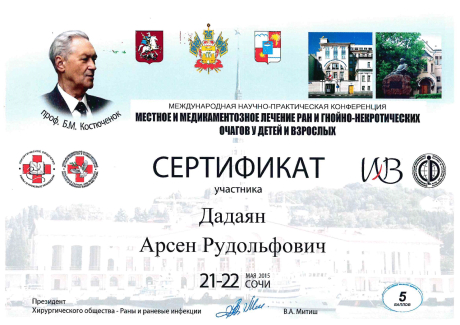 проф. Б.М. Костюченок
МЕЖДУНАРОДНАЯ НАУЧНО-ПРАКТИЧЕСКАЯ КОНФЕРЕНЦИЯ
МЕСТНОЕ И МЕДИКАМЕНТОЗНОЕ ЛЕЧЕНИЕ РАН И ГНОЙНО-НЕКРОТИЧЕСКИХ
ОЧАГОВ У ДЕТЕЙ И ВЗРОСЛЫХ
СЕРТИФИКАТ
участника
Дадаян
Арсен Рудольфович
21-22 МАЯ 2015
СОЧИ
Президент
Хирургического общества - Раны и раневые инфекции
В.А. Митиш
5
БАЛЛОВ